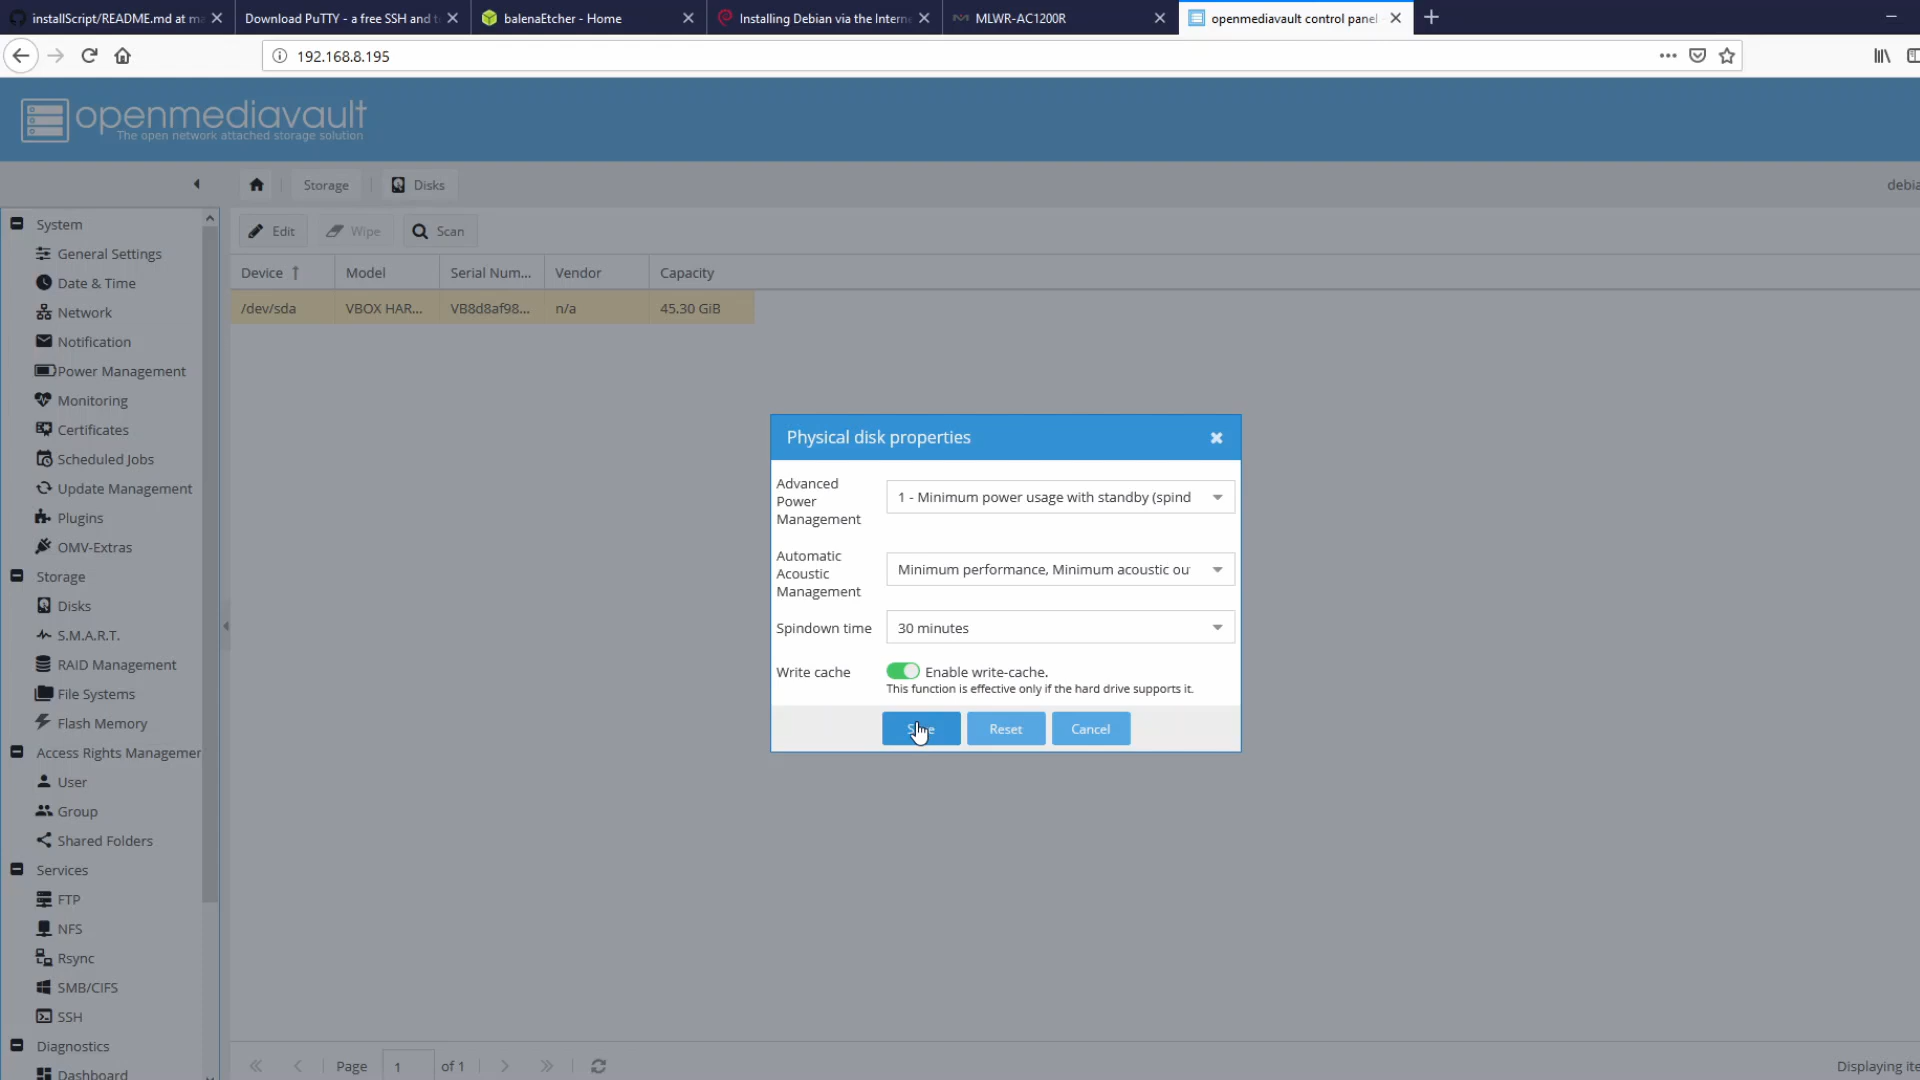 installScript/README.md at ma
Download PuTTY - a free SSH and t
balenaEtcher - Home
Installing Debian via the Interne
MLWR-AC1200R
openmediavault control panel -
192.168.8.195
openmediavault
The open network attached storage solution
Storage
Disks
debia
System
General Settings
Date & Time
Network
Notification
Power Management
Monitoring
Certificates
Scheduled Jobs
Update Management
Plugins
OMV-Extras
Storage
Disks
S.M.A.R.T.
RAID Management
File Systems
Flash Memory
Access Rights Managemer
User
Group
Shared Folders
Services
FTP
NFS
Rsync
SMB/CIFS
SSH
Diagnostics
Dashboard
Edit
Wipe
Scan
Device
Model
Serial Num...
Vendor
Capacity
/dev/sda
VBOX HAR...
VB8d8af98...
n/a
45.30 GiB
Physical disk properties
Advanced
Power
Management
1 - Minimum power usage with standby (spind
Automatic
Acoustic
Management
Minimum performance, Minimum acoustic ou
Spindown time
30 minutes
Write cache
Enable write-cache.
This function is effective only if the hard drive supports it.
Reset
Cancel
Page
1
of 1
Displaying ite